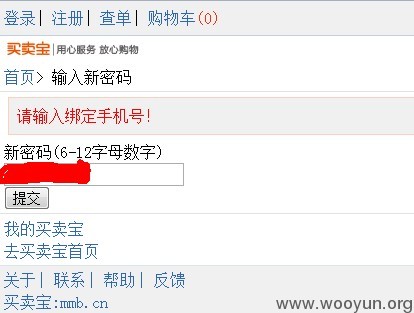 登录| 注册| 查单| 购物车(0)
买卖宝 | 用心服务 放心购物
首页> 输入新密码
请输入绑定手机号!
新密码(6-12字母数字)
提交
我的买卖宝
去买卖宝首页
关于| 联系| 帮助| 反馈
买卖宝:mmb.cn
www.wooyun.org